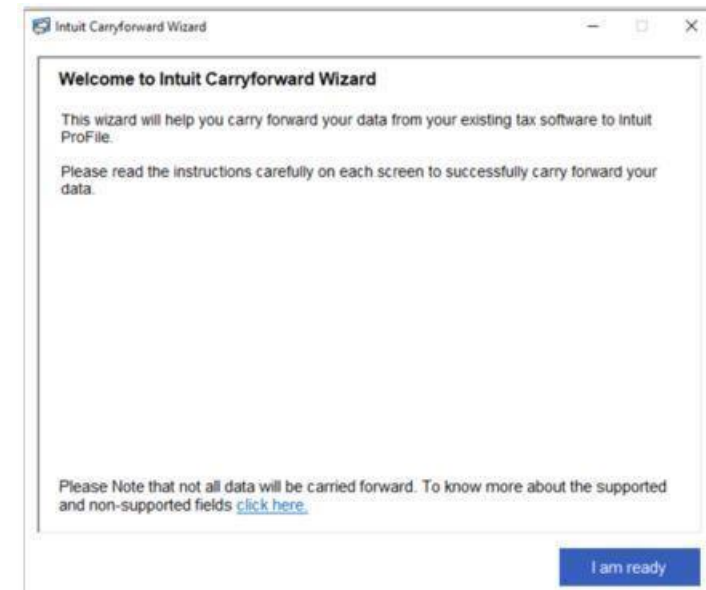 Intuit Carryforward Wizard
Welcome to Intuit Carryforward Wizard
This wizard will help you carry forward your data from your existing tax software to Intuit
ProFile.
Please read the instructions carefully on each screen to successfully carry forward your
data.
Please Note that not all data will be carried forward. To know more about the supported
and non-supported fields click here.
I am ready